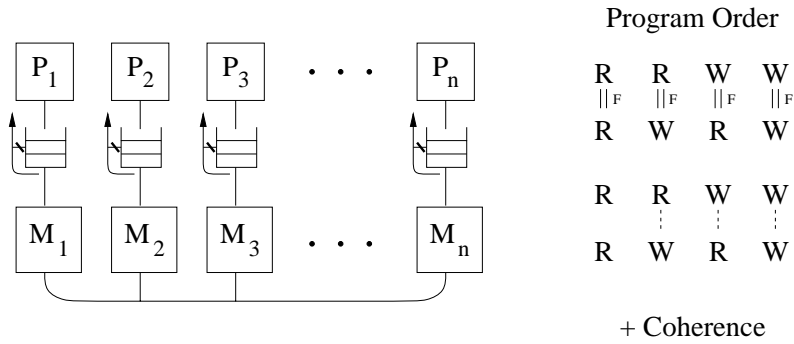 P1 P2 P3 . . . Pn
M1 M2 M3 . . . Mn
Program Order
R R W W
F F F F
R W R W
R R W W
R W R W
+ Coherence